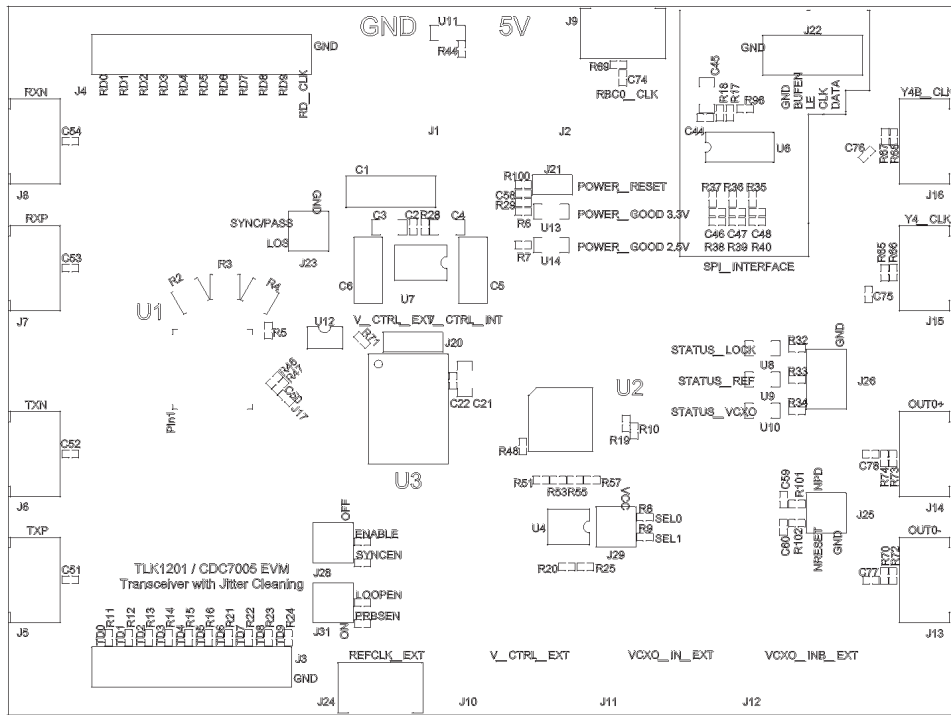 GND
5V
U11
R44
J9
R69
C74
RBC0_CLK
J22
GND
C45
R18
R17
R96
C44
GND
BUFEN
LE
CLK
DATA
U6
RXN
J4
GND
RD0
RD1
RD2
RD3
RD4
RD5
RD6
RD7
RD8
RD9
RD_CLK
C54
J8
J1
J2
Y4B_CLK
C76
R67
R68
J16
C1
R100
J21
POWER_RESET
C58
R29
R6
U13
POWER_GOOD 3.3V
R7
U14
POWER_GOOD 2.5V
R37
R36
R35
C46
C47
C48
R38
R39
R40
SPI_INTERFACE
RXP
C53
J7
GND
SYNC/PASS
LOS
J23
C3
C2
R28
C4
C6
U7
C5
Y4_CLK
R65
R66
C75
J15
R2
R3
R4
U1
R5
U12
V_CTRL_EXT
V_CTRL_INT
R71
J20
R46
R47
C50
J17
Pin1
C22
C21
U3
U2
R48
R19
R10
STATUS_LOCK
U8
R32
STATUS_REF
U9
R33
STATUS_VCXO
U10
R34
GND
J26
TXN
C52
J6
OUT0+
C78
R74
R73
J14
R51
R53
R55
R57
VCC
U4
R8
SEL0
R9
SEL1
J29
R20
R25
C59
R101
NPD
J25
C60
R102
NRESET
GND
TXP
C51
J5
OUT0-
C77
R70
R72
J13
OFF
ENABLE
SYNCEN
J28
LOOPEN
PRBSEN
J31
ON
TLK1201 / CDC7005 EVM
Transceiver with Jitter Cleaning
TD0
R11
TD1
R12
TD2
R13
TD3
R14
TD4
R15
TD5
R16
TD6
R21
TD7
R22
TD8
R23
TD9
R24
J3
GND
REFCLK_EXT
J24
V_CTRL_EXT
J10
VCXO_IN_EXT
J11
VCXO_INB_EXT
J12